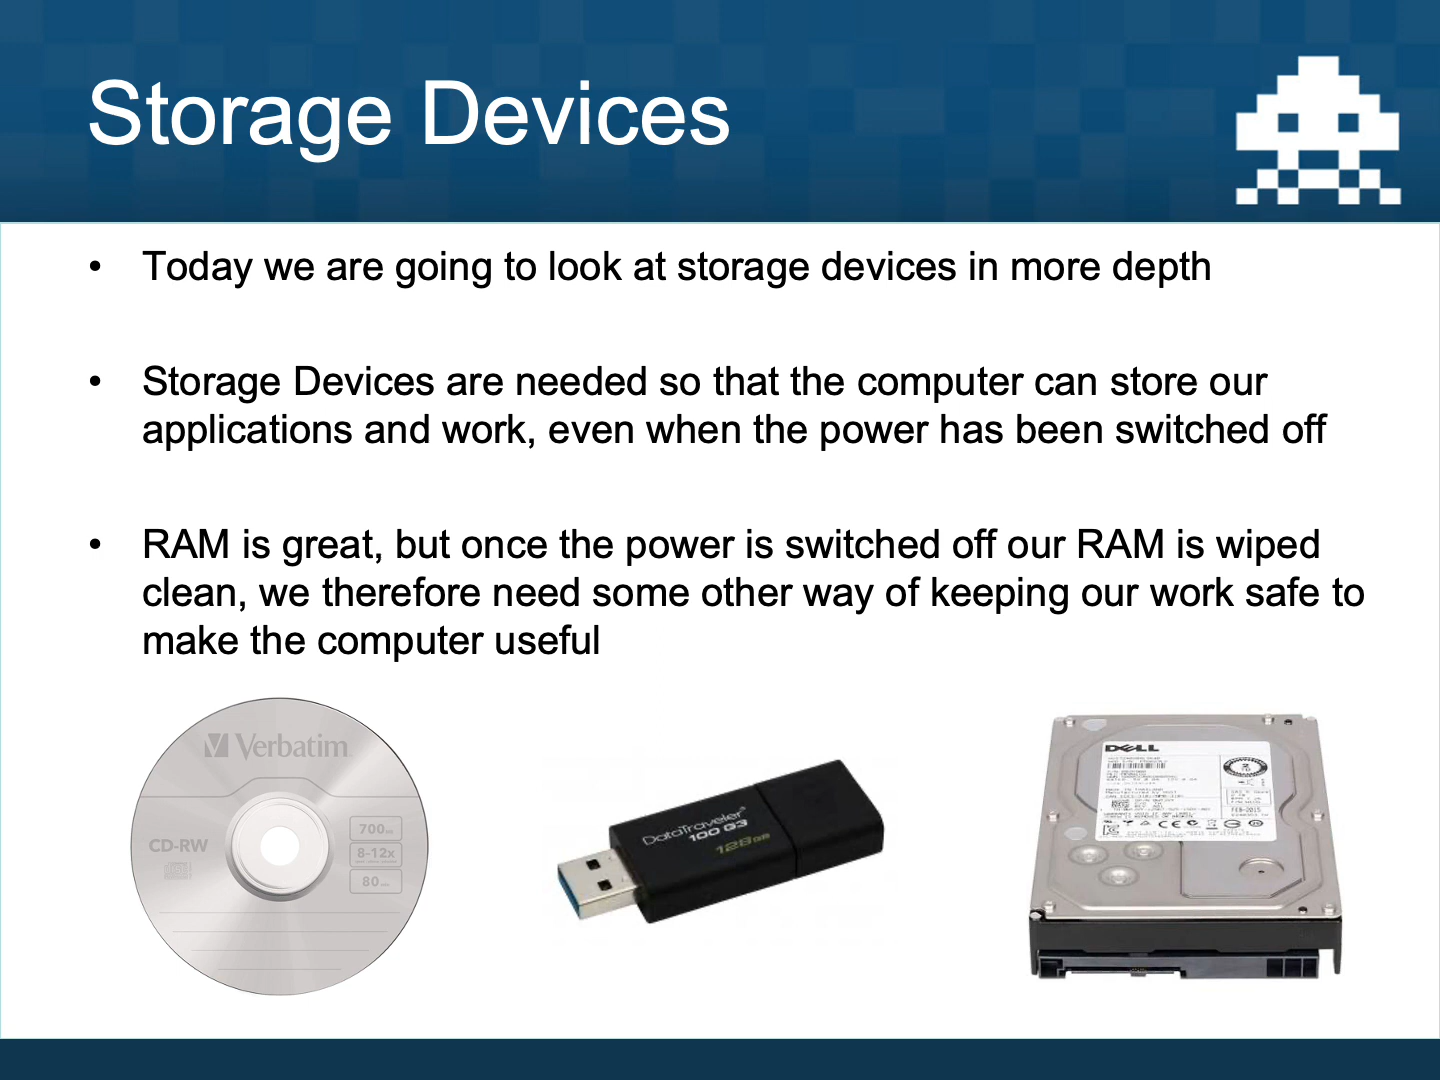 Storage Devices
• Today we are going to look at storage devices in more depth
• Storage Devices are needed so that the computer can store our
applications and work, even when the power has been switched off
• RAM is great, but once the power is switched off our RAM is wiped
clean, we therefore need some other way of keeping our work safe to
make the computer useful
Verbatim
CD-RW
700
8-12x
80
DataTraveler
100 G3
128GB
DELL
FEB-2015